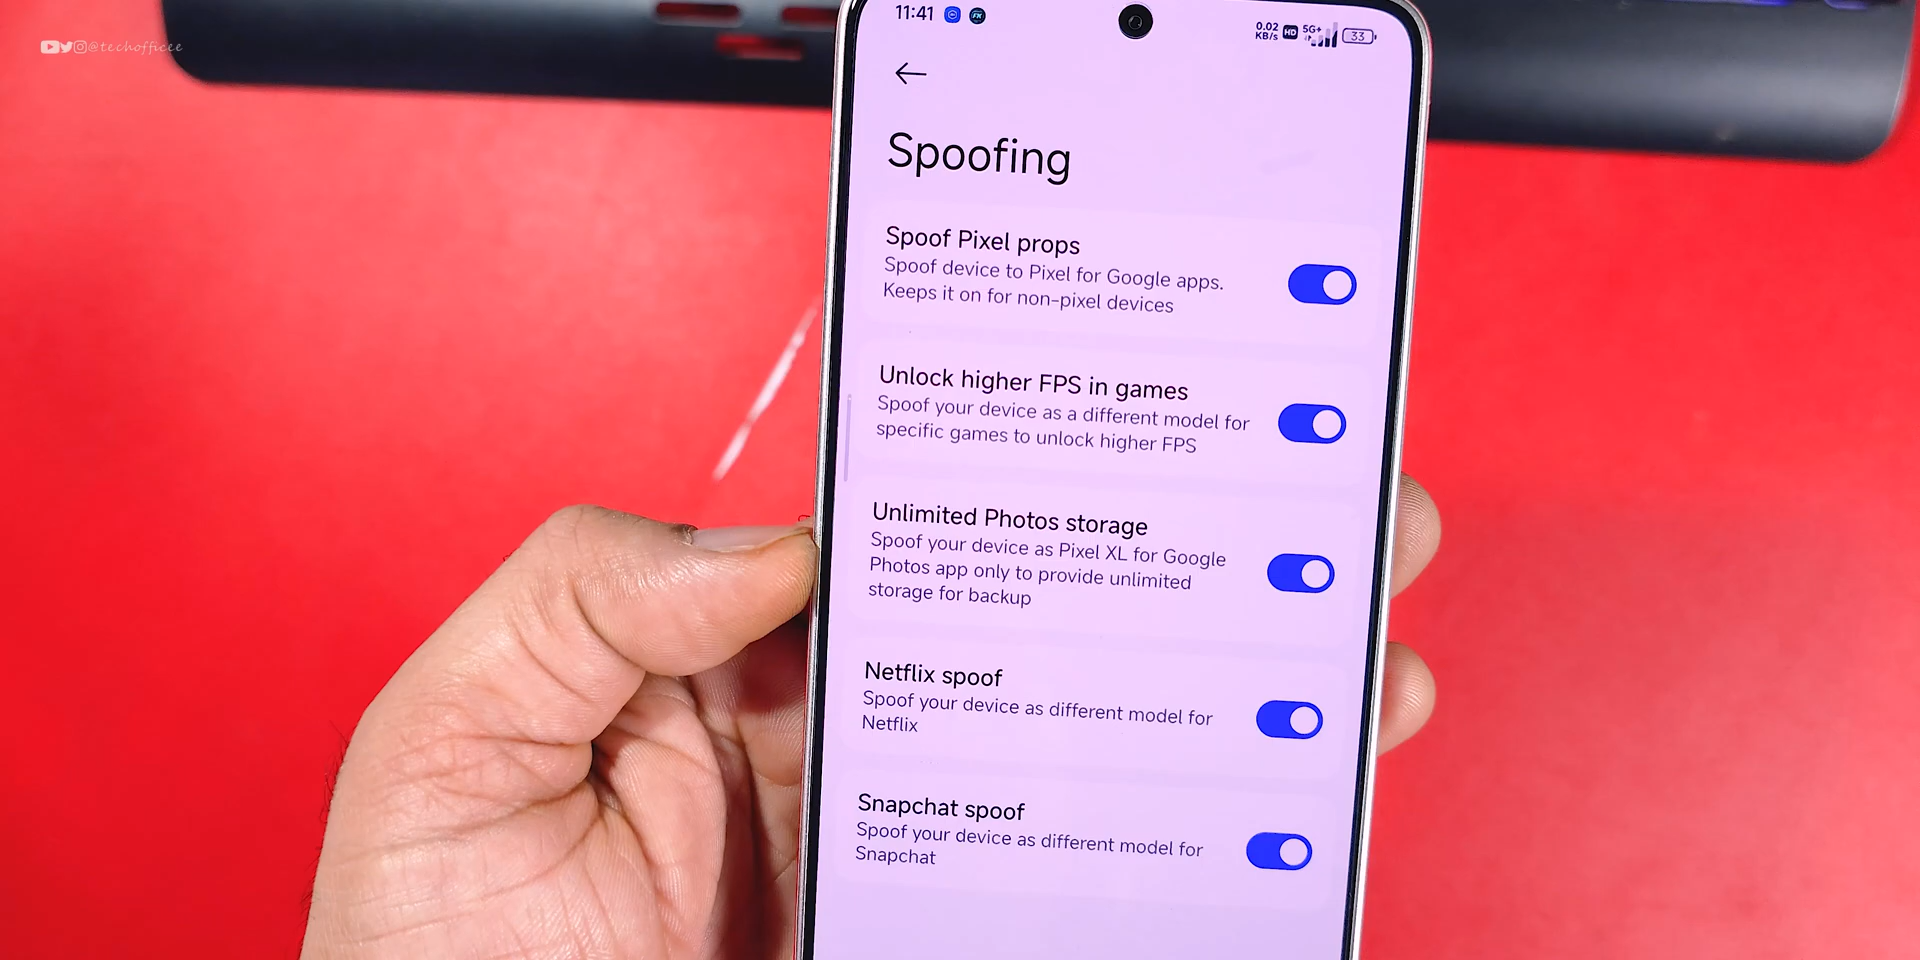 @techofficee
11:41
0.02
KB/s
HD
5G+
33
Spoofing
Spoof Pixel props
Spoof device to Pixel for Google apps.
Keeps it on for non-pixel devices
Unlock higher FPS in games
Spoof your device as a different model for
specific games to unlock higher FPS
Unlimited Photos storage
Spoof your device as Pixel XL for Google
Photos app only to provide unlimited
storage for backup
Netflix spoof
Spoof your device as different model for
Netflix
Snapchat spoof
Spoof your device as different model for
Snapchat